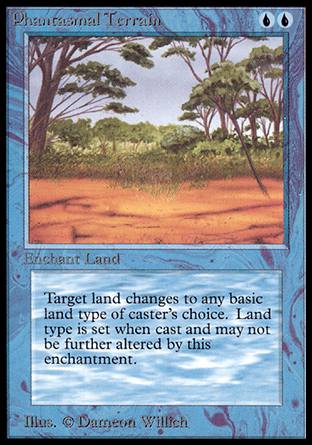 Phantasmal Terrain
Enchant Land
Target land changes to any basic
land type of caster's choice. Land
type is set when cast and may not
be further altered by this
enchantment.
Illus. © Dameon Willich